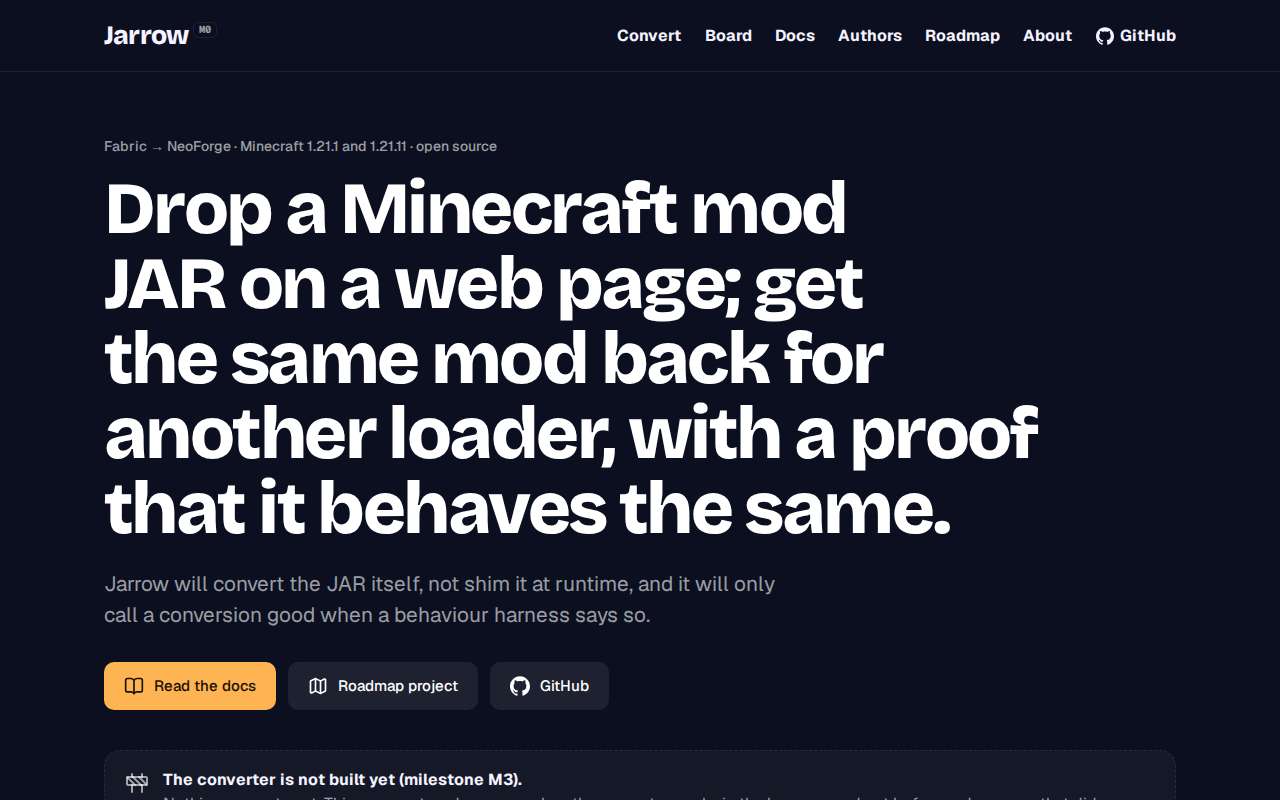 Jarrow M0
Convert Board Docs Authors Roadmap About GitHub
Fabric → NeoForge · Minecraft 1.21.1 and 1.21.11 · open source
Drop a Minecraft mod
JAR on a web page; get
the same mod back for
another loader, with a proof
that it behaves the same.
Jarrow will convert the JAR itself, not shim it at runtime, and it will only
call a conversion good when a behaviour harness says so.
Read the docs Roadmap project GitHub
The converter is not built yet (milestone M3).